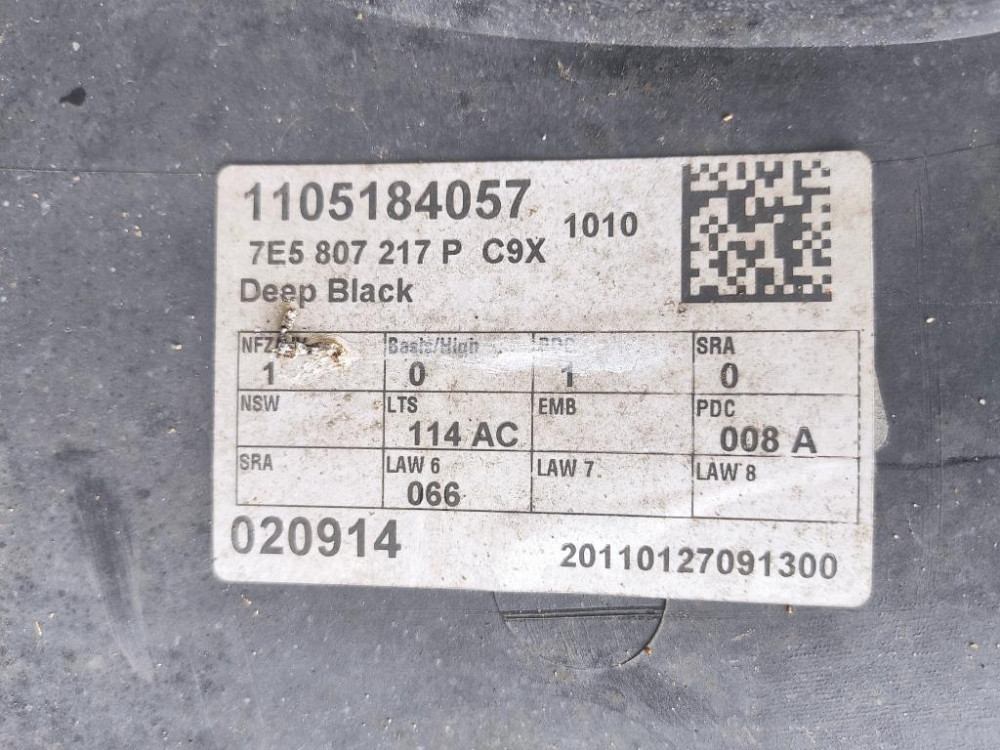 1105184057
1010
7E5 807 217 P C9X
Deep Black
Basis/High SRA
1 0 1 0
NSW LTS EMB PDC
114 AC 008 A
SRA LAW 6 LAW 7 LAW 8
066
020914
20110127091300